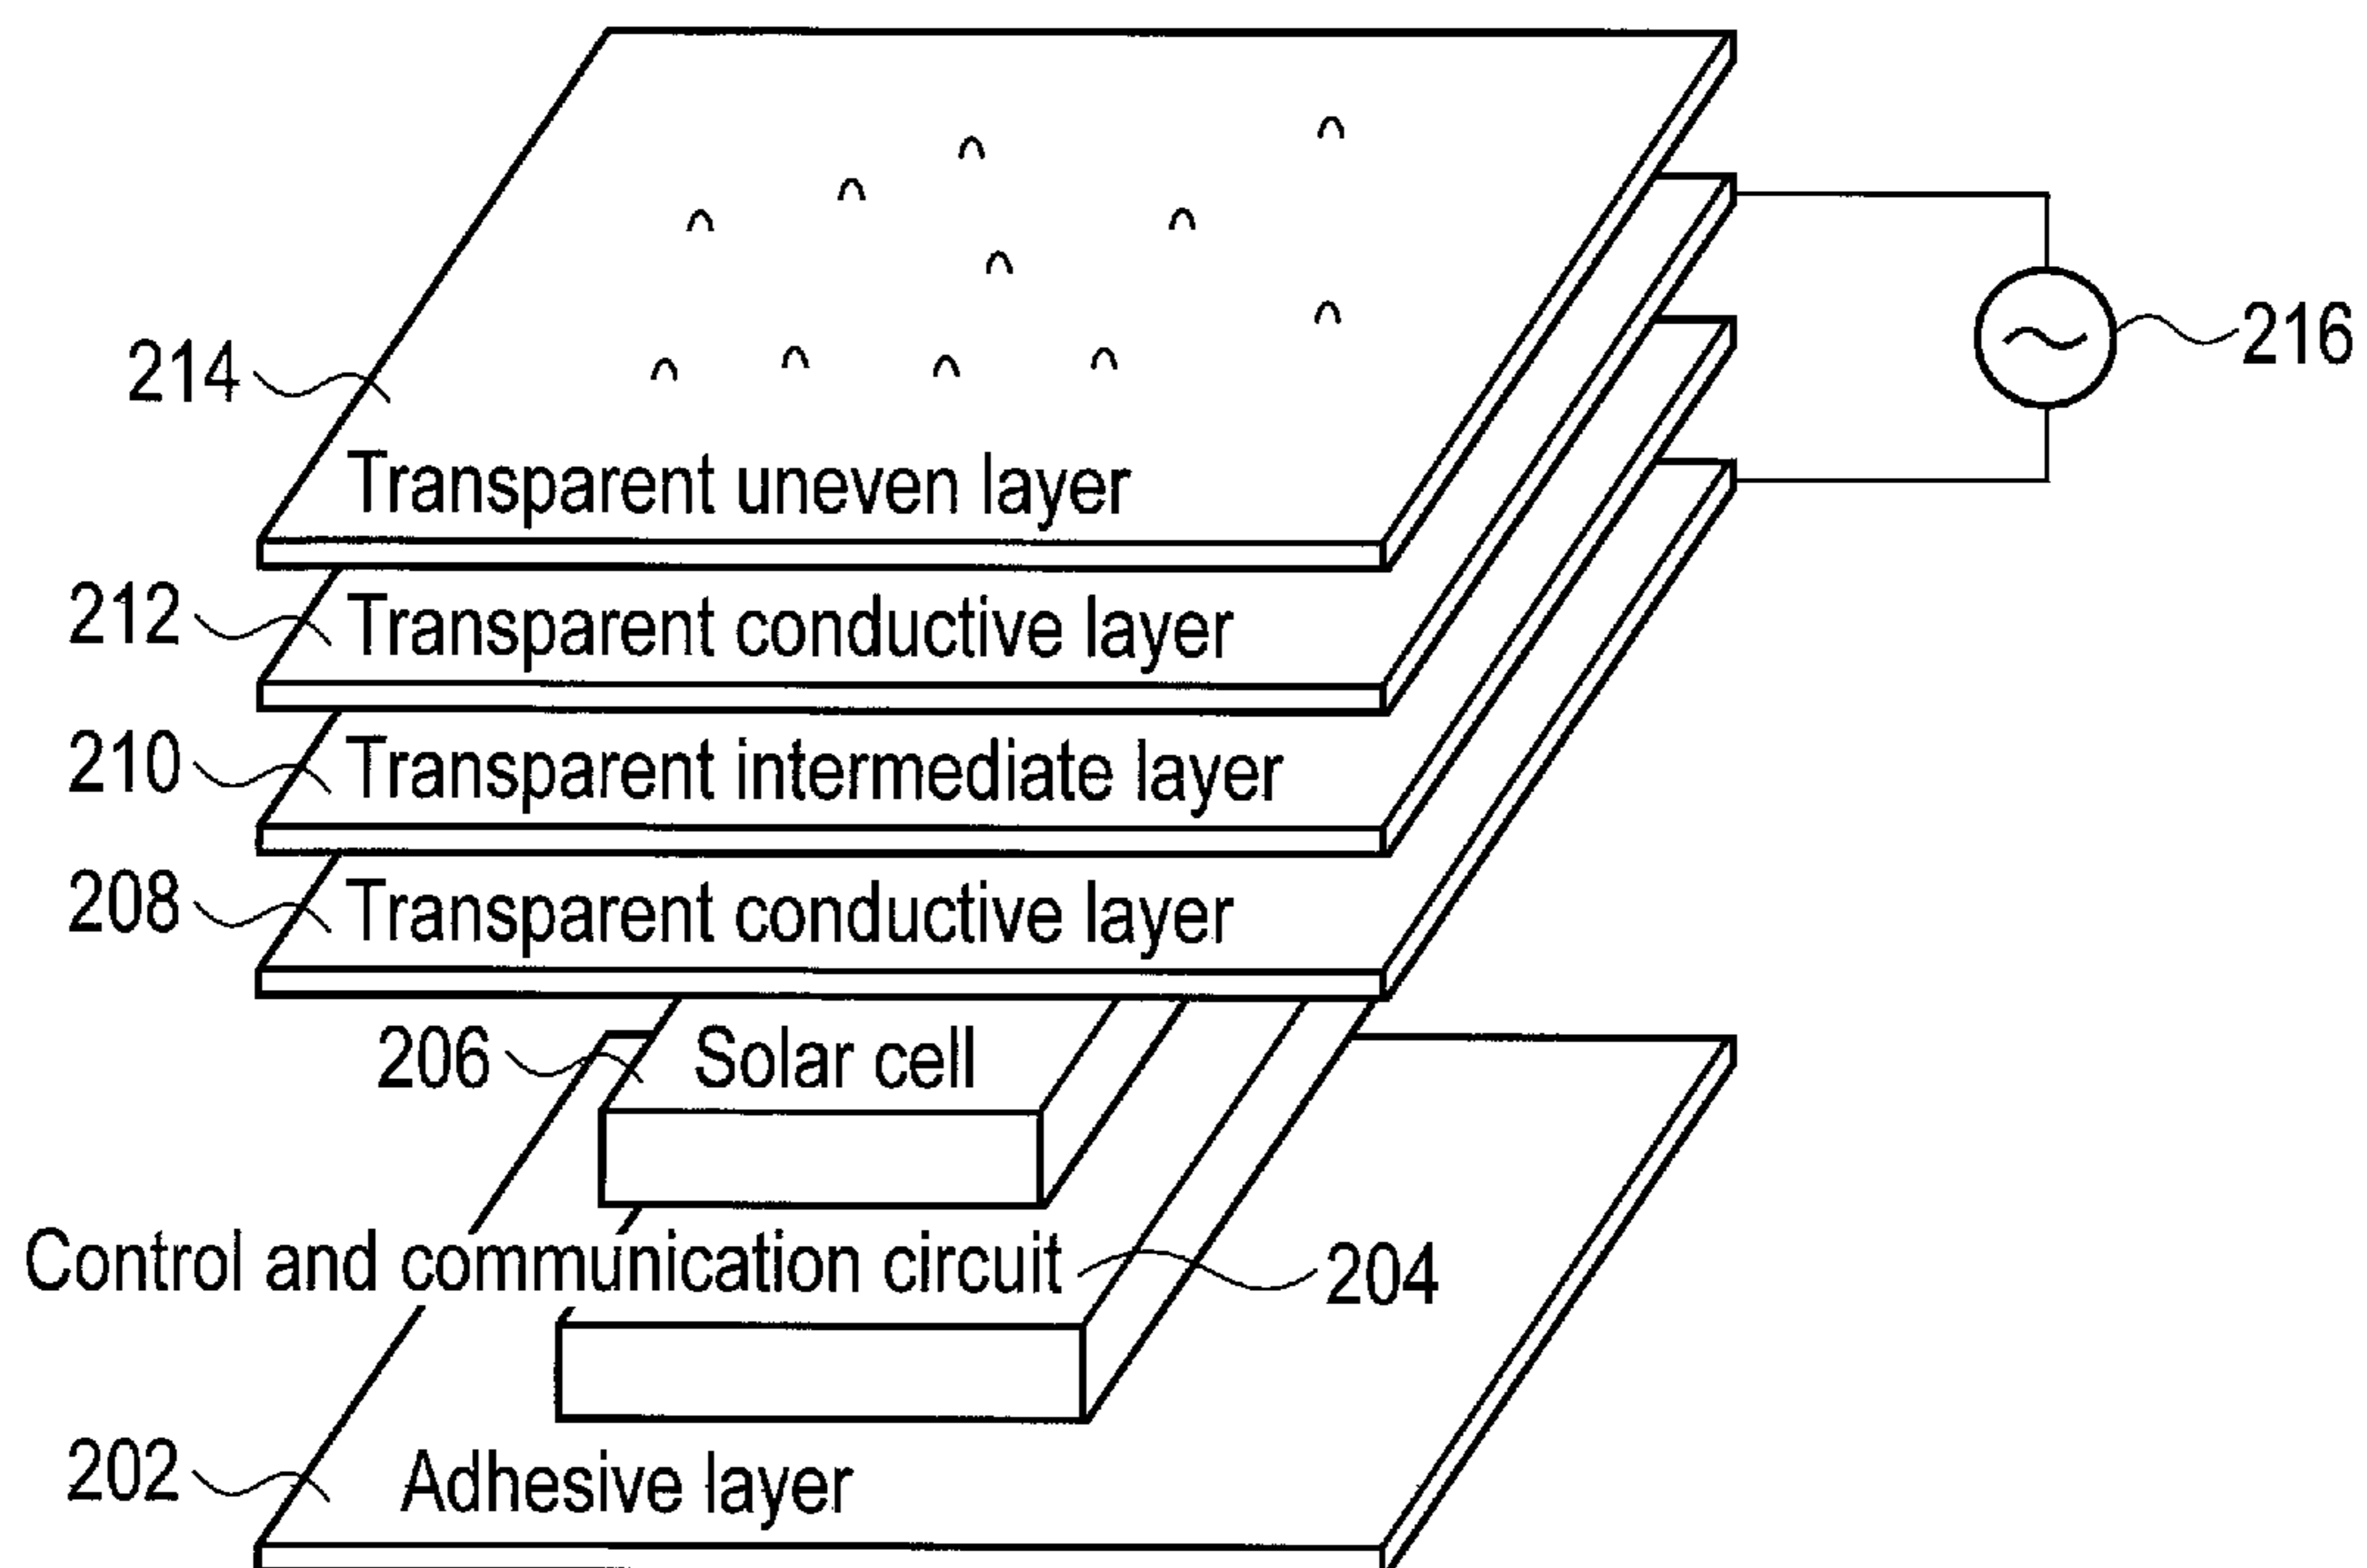 216
214
Transparent uneven layer
212 Transparent conductive layer
210 Transparent intermediate layer
208 Transparent conductive layer
206 Solar cell
Control and communication circuit 204
202 Adhesive layer